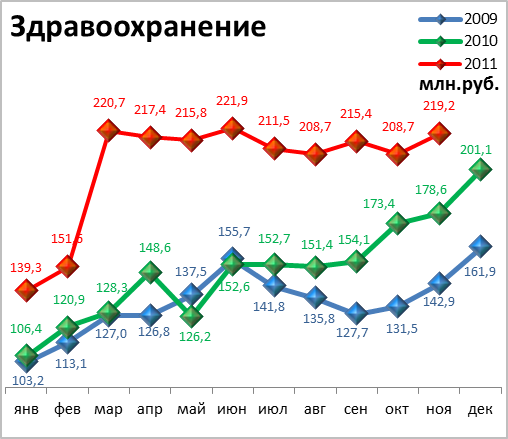 Здравоохранение
2009
2010
2011
млн.руб.
220,7 217,4 215,8 221,9 211,5 208,7 215,4 208,7 219,2
139,3 151,6
201,1
106,4 120,9 128,3 148,6 126,2 152,6 152,7 151,4 154,1 173,4 178,6
103,2 113,1 127,0 126,8 137,5 155,7 141,8 135,8 127,7 131,5 142,9 161,9
янв фев мар апр май июн июл авг сен окт ноя дек